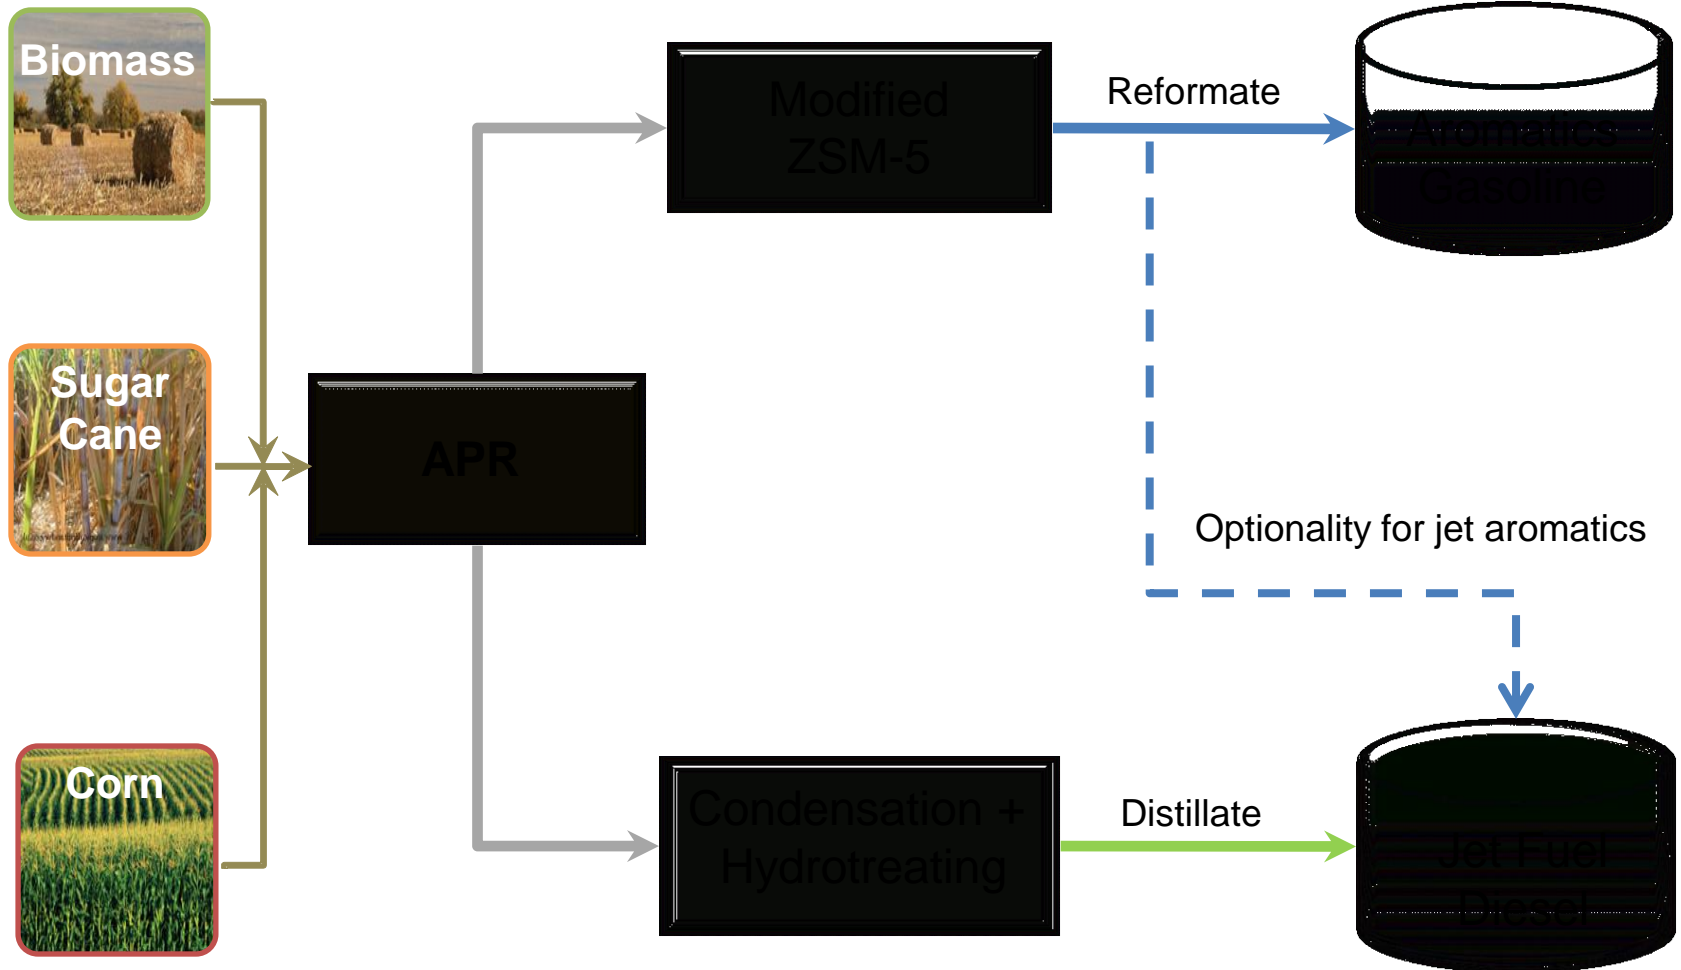 Biomass
Modified
ZSM-5
Reformate
Aromatics
Gasoline
Sugar
Cane
APR
Optionality for jet aromatics
Corn
Condensation +
Hydrotreating
Distillate
Jet Fuel
Diesel